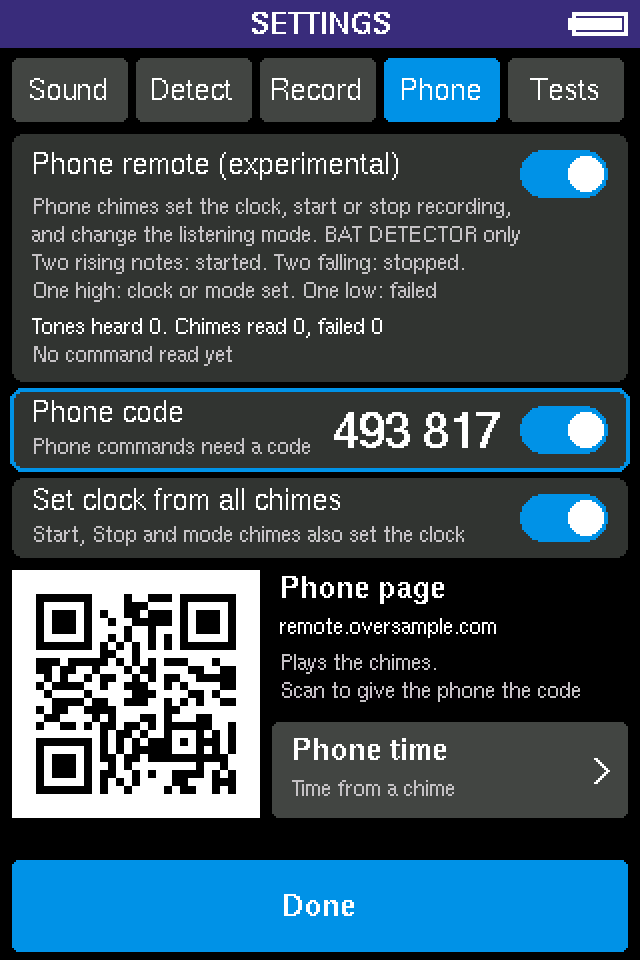 SETTINGS
Sound
Detect
Record
Phone
Tests
Phone remote (experimental)
Phone chimes set the clock, start or stop recording,
and change the listening mode. BAT DETECTOR only
Two rising notes: started. Two falling: stopped.
One high: clock or mode set. One low: failed
Tones heard 0. Chimes read 0, failed 0
No command read yet
Phone code
Phone commands need a code
493 817
Set clock from all chimes
Start, Stop and mode chimes also set the clock
Phone page
remote.oversample.com
Plays the chimes.
Scan to give the phone the code
Phone time
Time from a chime
Done